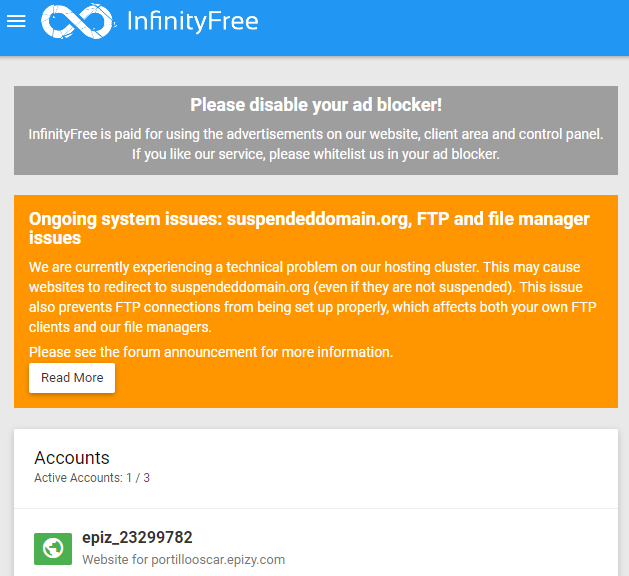 InfinityFree
Please disable your ad blocker!
InfinityFree is paid for using the advertisements on our website, client area and control panel.
If you like our service, please whitelist us in your ad blocker.
Ongoing system issues: suspendeddomain.org, FTP and file manager
issues
We are currently experiencing a technical problem on our hosting cluster. This may cause
websites to redirect to suspendeddomain.org (even if they are not suspended). This issue
also prevents FTP connections from being set up properly, which affects both your own FTP
clients and our file managers.
Please see the forum announcement for more information.
Read More
Accounts
Active Accounts: 1 / 3
epiz_23299782
Website for portillooscar.epizy.com